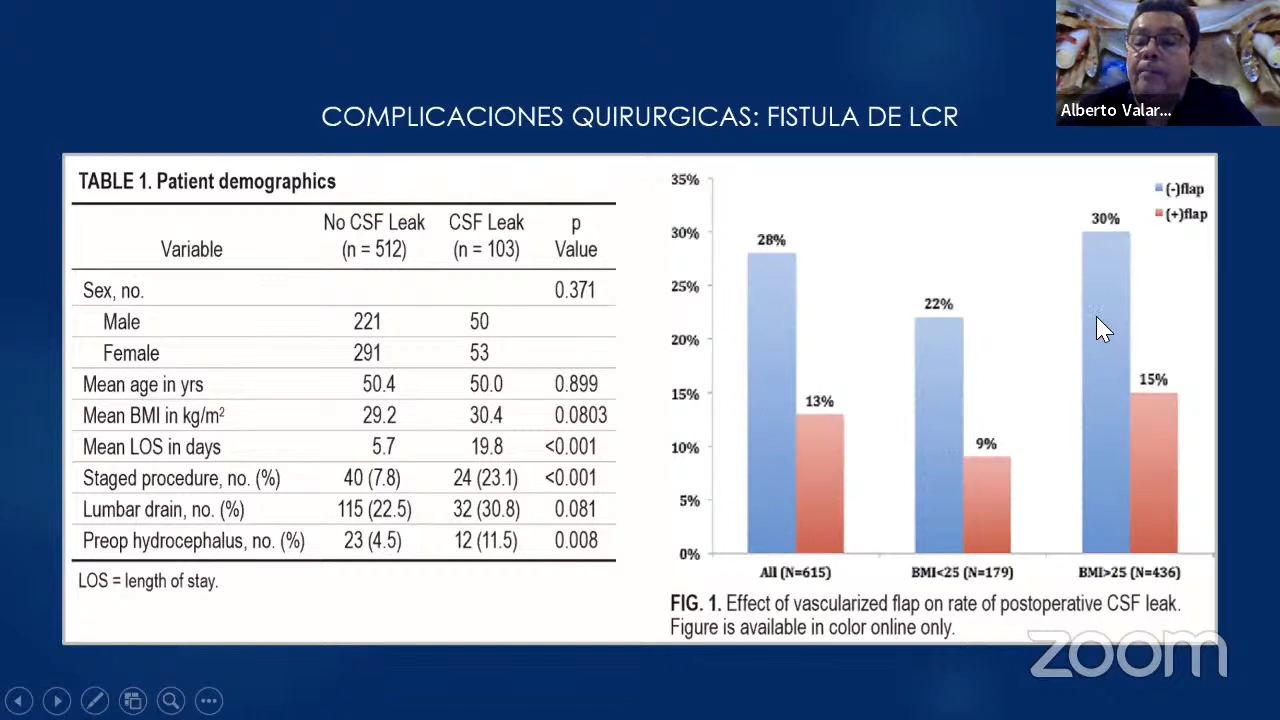 Alberto Valar...
COMPLICACIONES QUIRURGICAS: FISTULA DE LCR
TABLE 1. Patient demographics
Variable No CSF Leak (n = 512) CSF Leak (n = 103) p Value
Sex, no. 0.371
Male 221 50
Female 291 53
Mean age in yrs 50.4 50.0 0.899
Mean BMI in kg/m² 29.2 30.4 0.0803
Mean LOS in days 5.7 19.8 <0.001
Staged procedure, no. (%) 40 (7.8) 24 (23.1) <0.001
Lumbar drain, no. (%) 115 (22.5) 32 (30.8) 0.081
Preop hydrocephalus, no. (%) 23 (4.5) 12 (11.5) 0.008
LOS = length of stay.
35%
30%
25%
20%
15%
10%
5%
0%
(-)flap
(+)flap
28%
13%
22%
9%
30%
15%
All (N=615) BMI<25 (N=179) BMI>25 (N=436)
FIG. 1. Effect of vascularized flap on rate of postoperative CSF leak.
Figure is available in color online only.
zoom